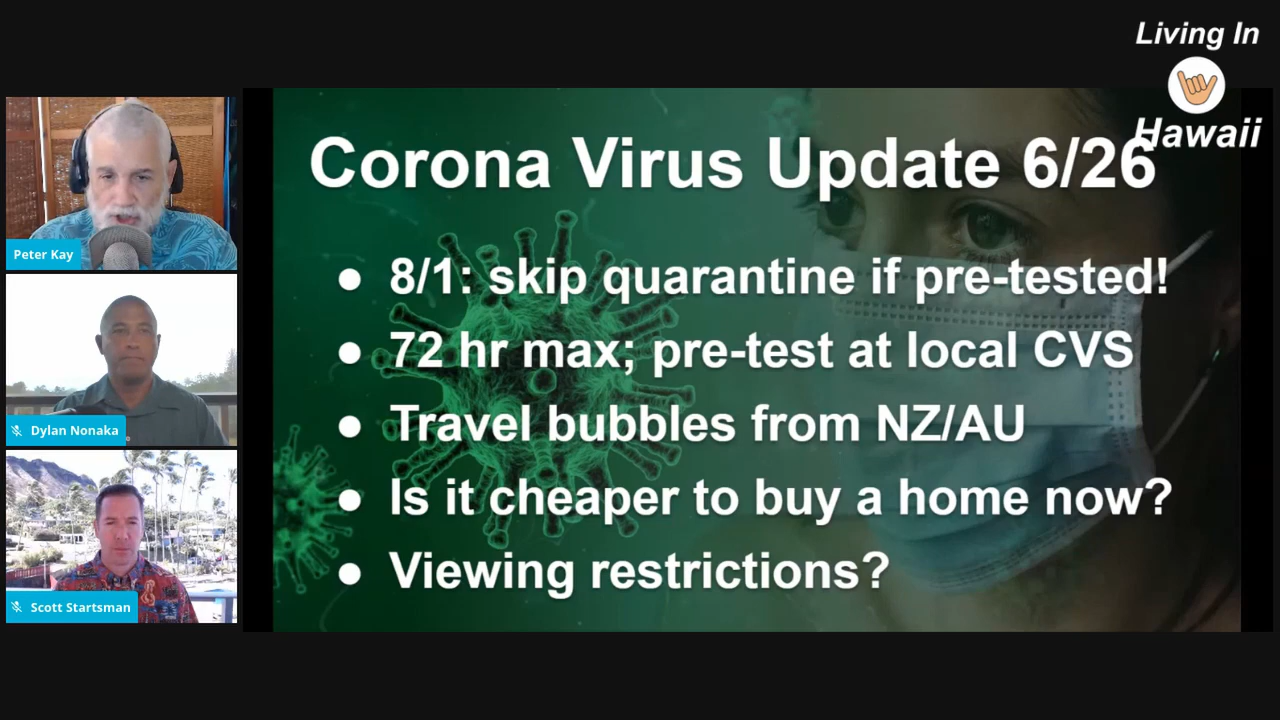 Living In
Hawaii
Corona Virus Update 6/26
● 8/1: skip quarantine if pre-tested!
● 72 hr max; pre-test at local CVS
● Travel bubbles from NZ/AU
● Is it cheaper to buy a home now?
● Viewing restrictions?
Peter Kay
Dylan Nonaka
Scott Startsman